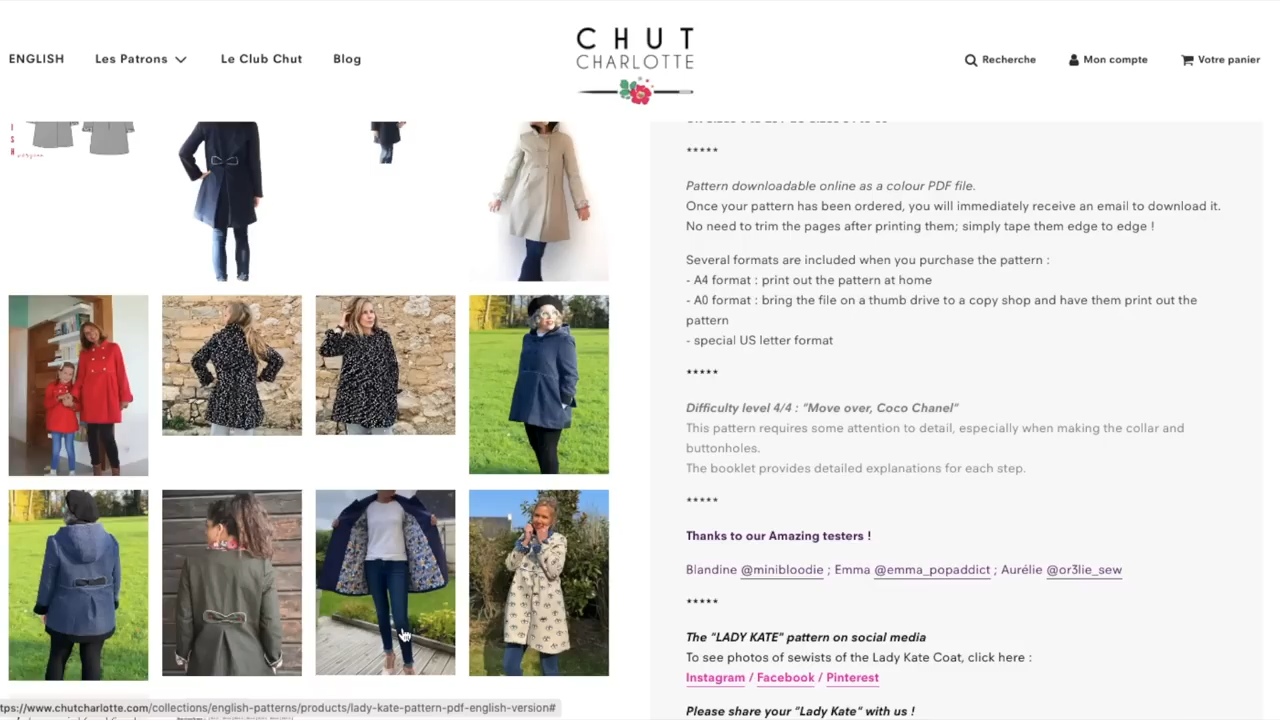 ENGLISH
Les Patrons
Le Club Chut
Blog
CHUT
CHARLOTTE
Recherche
Mon compte
Votre panier
*****
Pattern downloadable online as a colour PDF file.
Once your pattern has been ordered, you will immediately receive an email to download it.
No need to trim the pages after printing them; simply tape them edge to edge !
Several formats are included when you purchase the pattern :
- A4 format : print out the pattern at home
- A0 format : bring the file on a thumb drive to a copy shop and have them print out the
pattern
- special US letter format
*****
Difficulty level 4/4 : "Move over, Coco Chanel"
This pattern requires some attention to detail, especially when making the collar and
buttonholes.
The booklet provides detailed explanations for each step.
*****
Thanks to our Amazing testers !
Blandine @minibloodie ; Emma @emma_popaddict ; Aurélie @or3lie_sew
*****
The "LADY KATE" pattern on social media
To see photos of sewists of the Lady Kate Coat, click here :
Instagram / Facebook / Pinterest
Please share your "Lady Kate" with us !
ttps://www.chutcharlotte.com/collections/english-patterns/products/lady-kate-pattern-pdf-english-version#